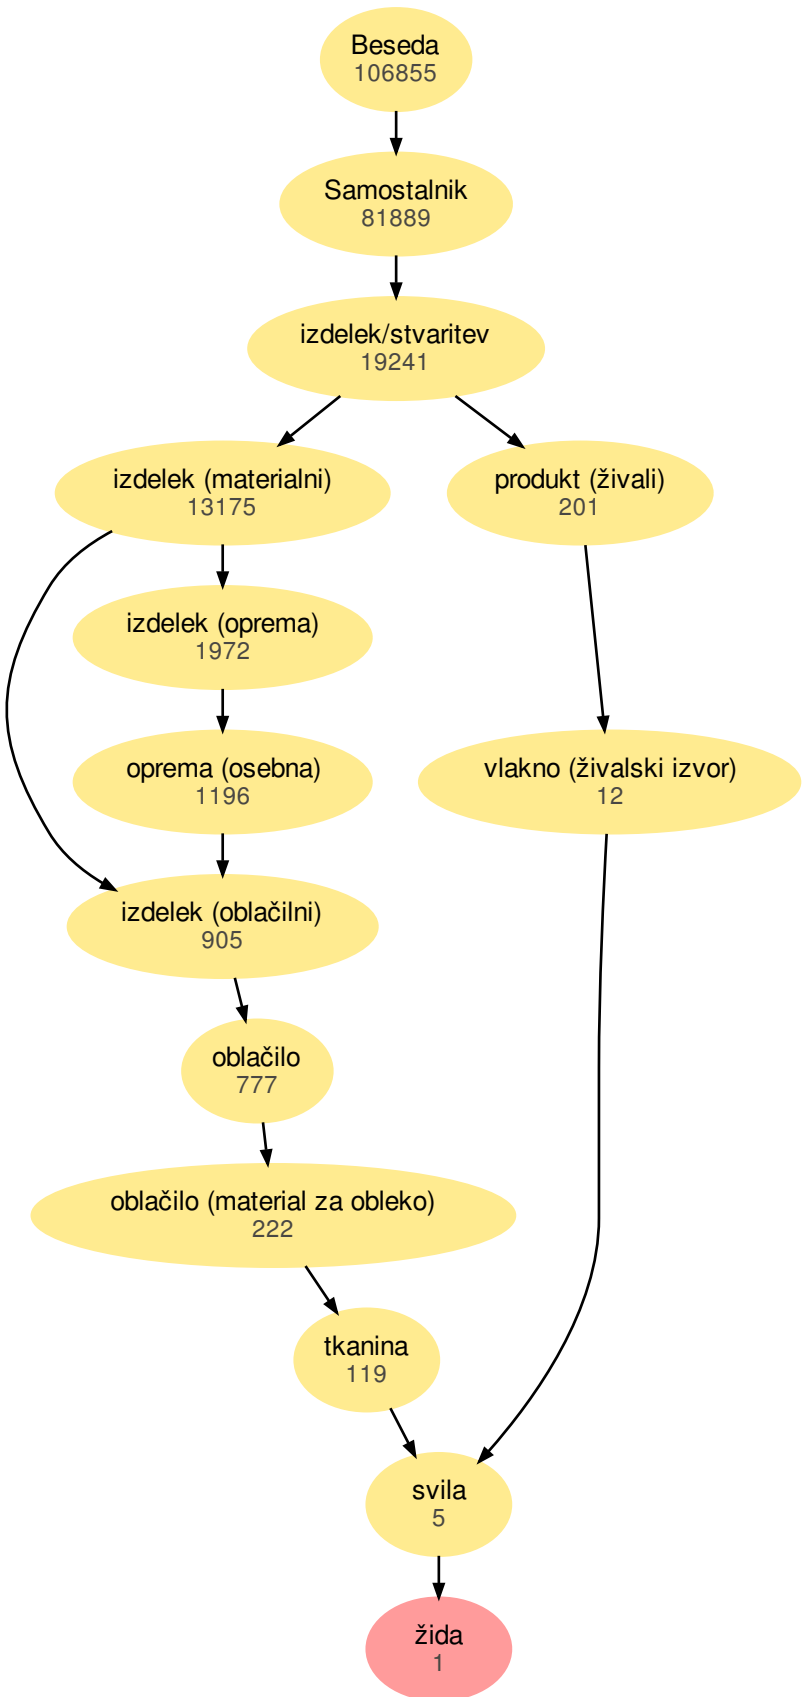 Beseda
106855
Samostalnik
81889
izdelek/stvaritev
19241
izdelek (materialni)
13175
produkt (živali)
201
izdelek (oprema)
1972
oprema (osebna)
1196
vlakno (živalski izvor)
12
izdelek (oblačilni)
905
oblačilo
777
oblačilo (material za obleko)
222
tkanina
119
svila
5
žida
1